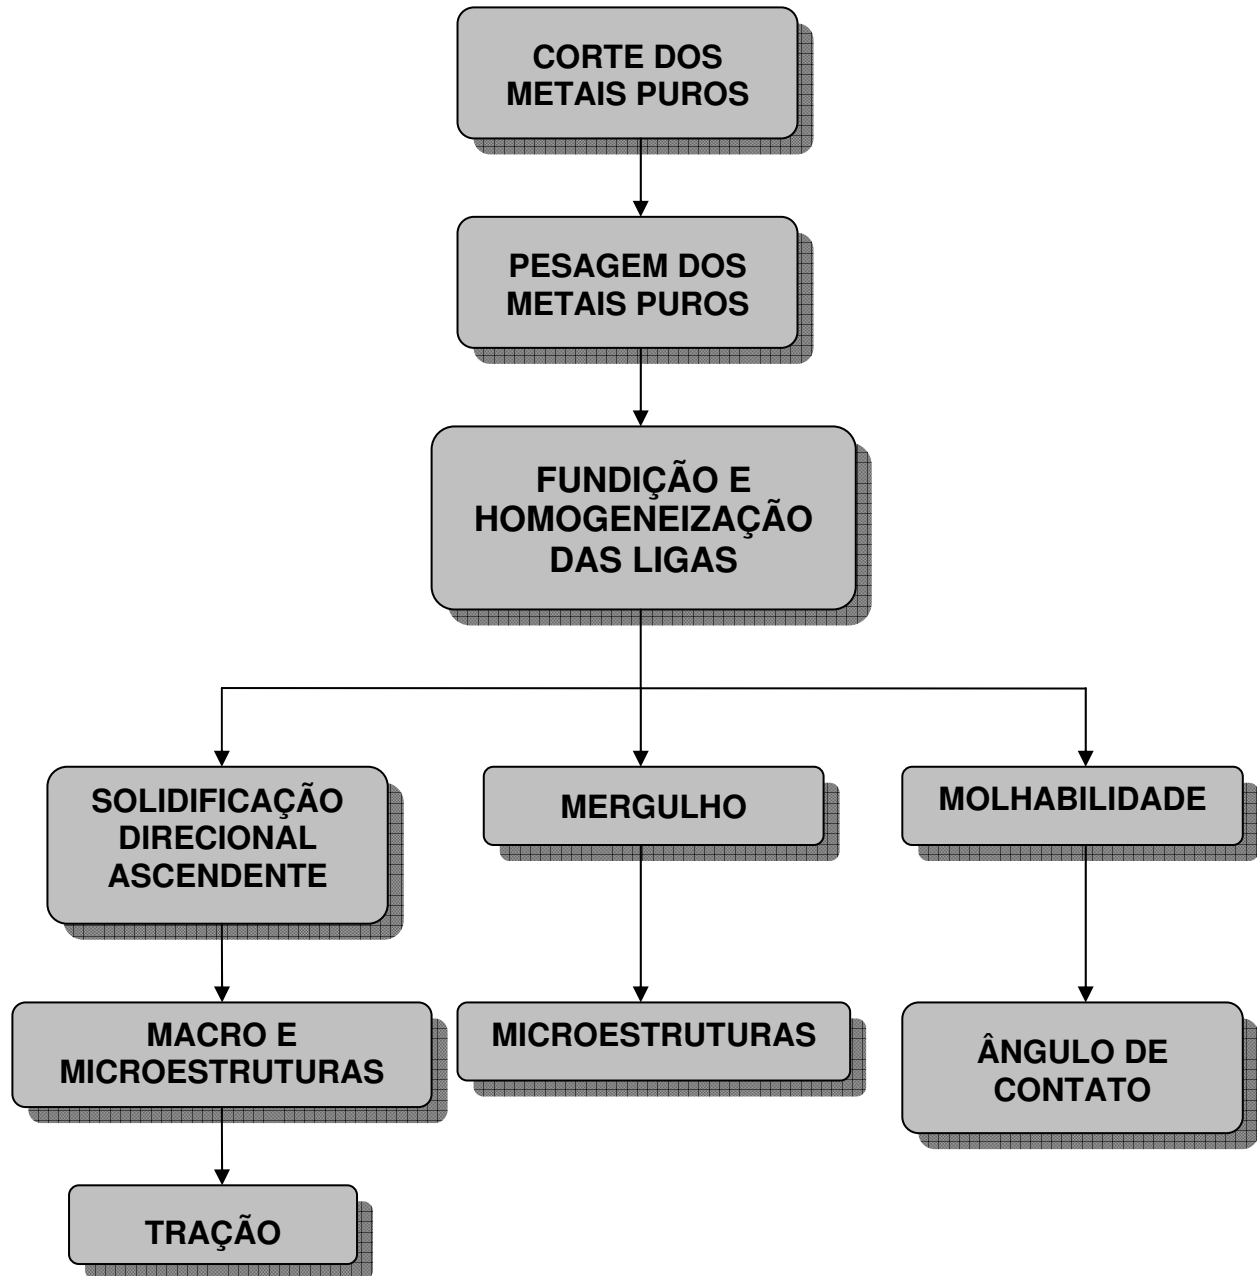 CORTE DOS
METAIS PUROS
PESAGEM DOS
METAIS PUROS
FUNDIÇÃO E
HOMOGENEIZAÇÃO
DAS LIGAS
SOLIDIFICAÇÃO
DIRECIONAL
ASCENDENTE
MERGULHO
MOLHABILIDADE
MACRO E
MICROESTRUTURAS
MICROESTRUTURAS
ÂNGULO DE
CONTATO
TRAÇÃO